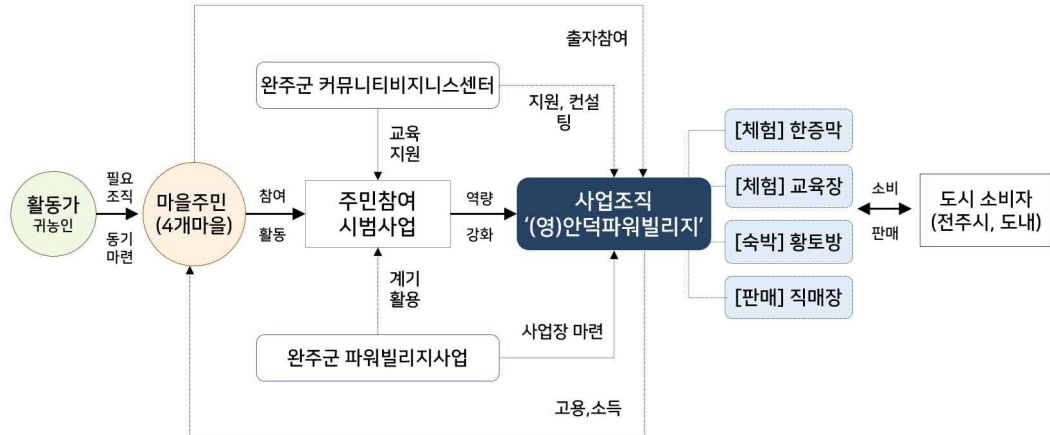 출자참여
완주군 커뮤니티비지니스센터
지원, 컨설
팅
교육
지원
활동가
귀농인
필요
조직
동기
마련
마을주민
(4개마을)
참여
활동
주민참여
시범사업
역량
강화
사업조직
‘(영)안덕파워빌리지’
[체험] 한증막
[체험] 교육장
[숙박] 황토방
[판매] 직매장
소비
판매
도시 소비자
(전주시, 도내)
계기
활용
완주군 파워빌리지사업
사업장 마련
고용,소득